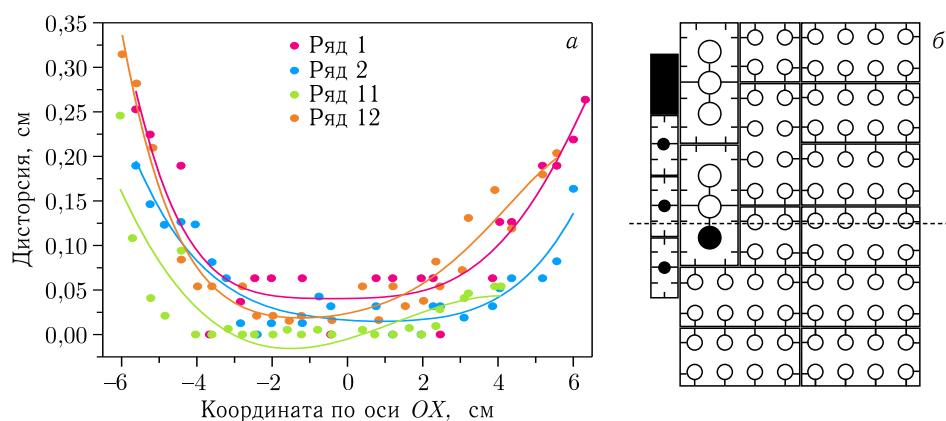 0,35
0,30
0,25
0,20
0,15
0,10
0,05
0,00
Дисторсия, см
Ряд 1
Ряд 2
Ряд 11
Ряд 12
а
−6
−4
−2
0
2
4
6
Координата по оси OX, см
б